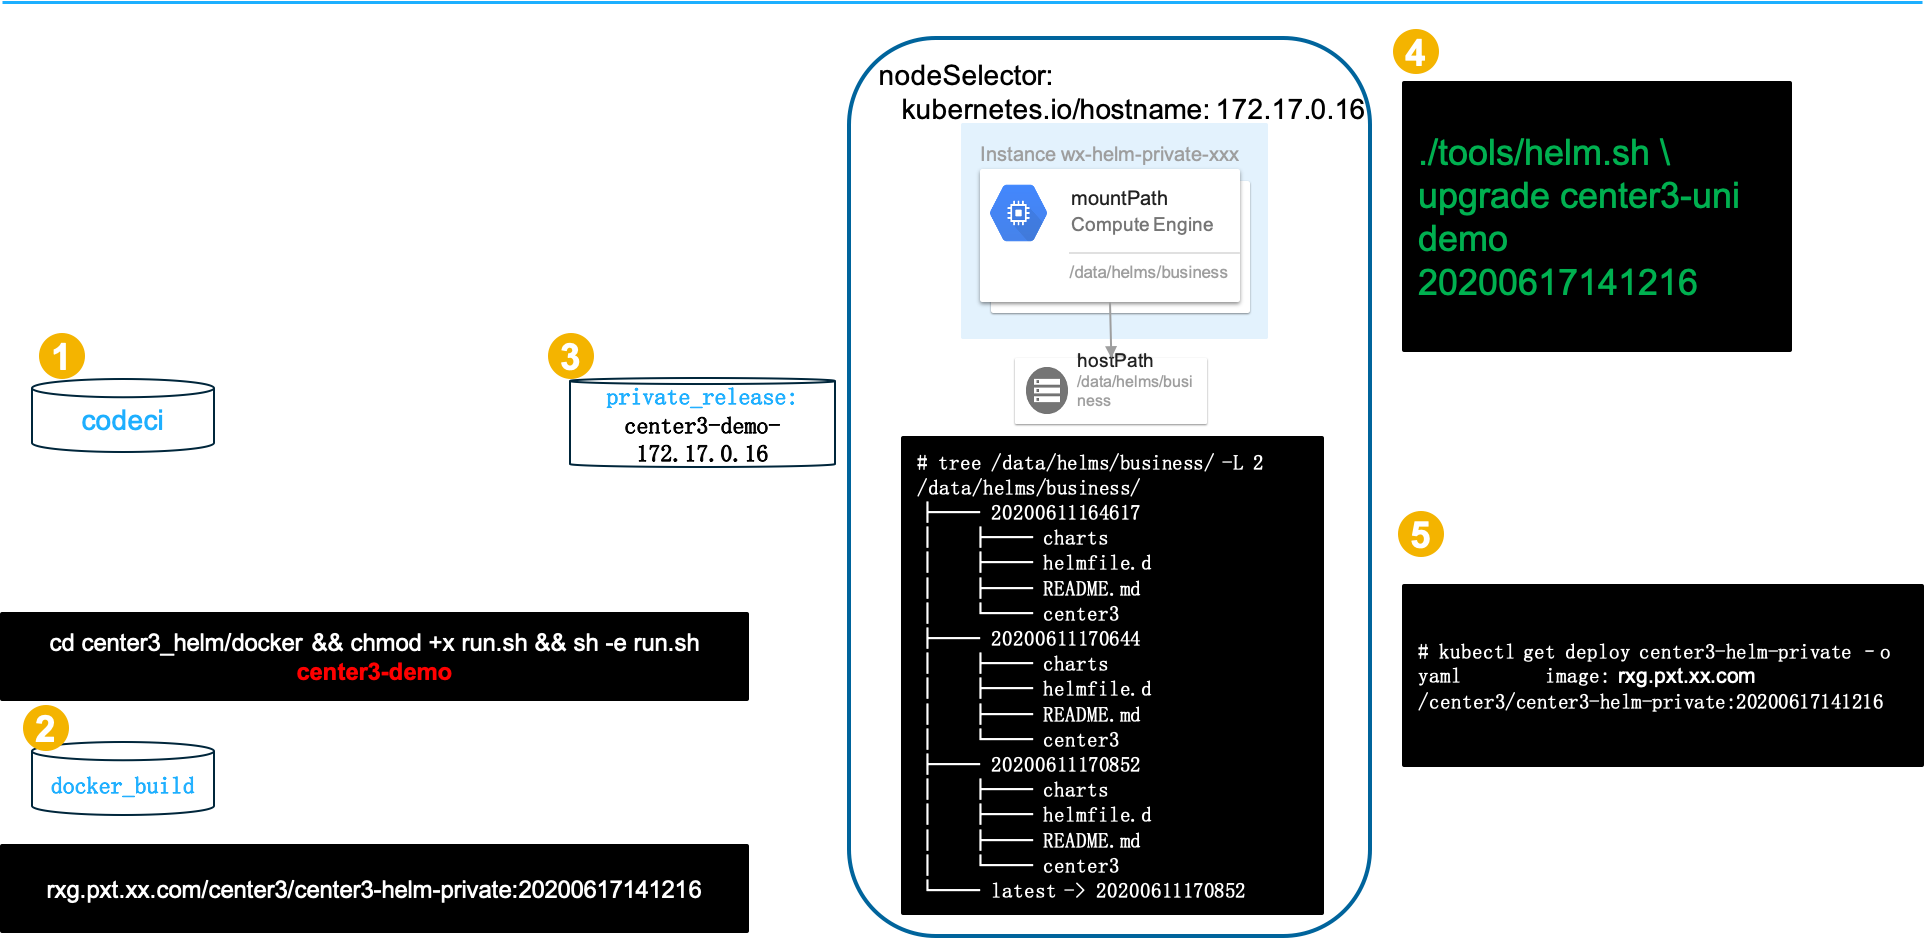 1
codeci
cd center3_helm/docker && chmod +x run.sh && sh -e run.sh
center3-demo
2
docker_build
rxg.pxt.xx.com/center3/center3-helm-private:20200617141216
3
private_release:
center3-demo-
172.17.0.16
nodeSelector:
kubernetes.io/hostname: 172.17.0.16
Instance wx-helm-private-xxx
mountPath
Compute Engine
/data/helms/business
hostPath
/data/helms/busi
ness
# tree /data/helms/business/ -L 2
/data/helms/business/
├── 20200611164617
│   ├── charts
│   ├── helmfile.d
│   ├── README.md
│   └── center3
├── 20200611170644
│   ├── charts
│   ├── helmfile.d
│   ├── README.md
│   └── center3
├── 20200611170852
│   ├── charts
│   ├── helmfile.d
│   ├── README.md
│   └── center3
└── latest -> 20200611170852
4
./tools/helm.sh \
upgrade center3-uni
demo
20200617141216
5
# kubectl get deploy center3-helm-private -o
yaml image: rxg.pxt.xx.com
/center3/center3-helm-private:20200617141216